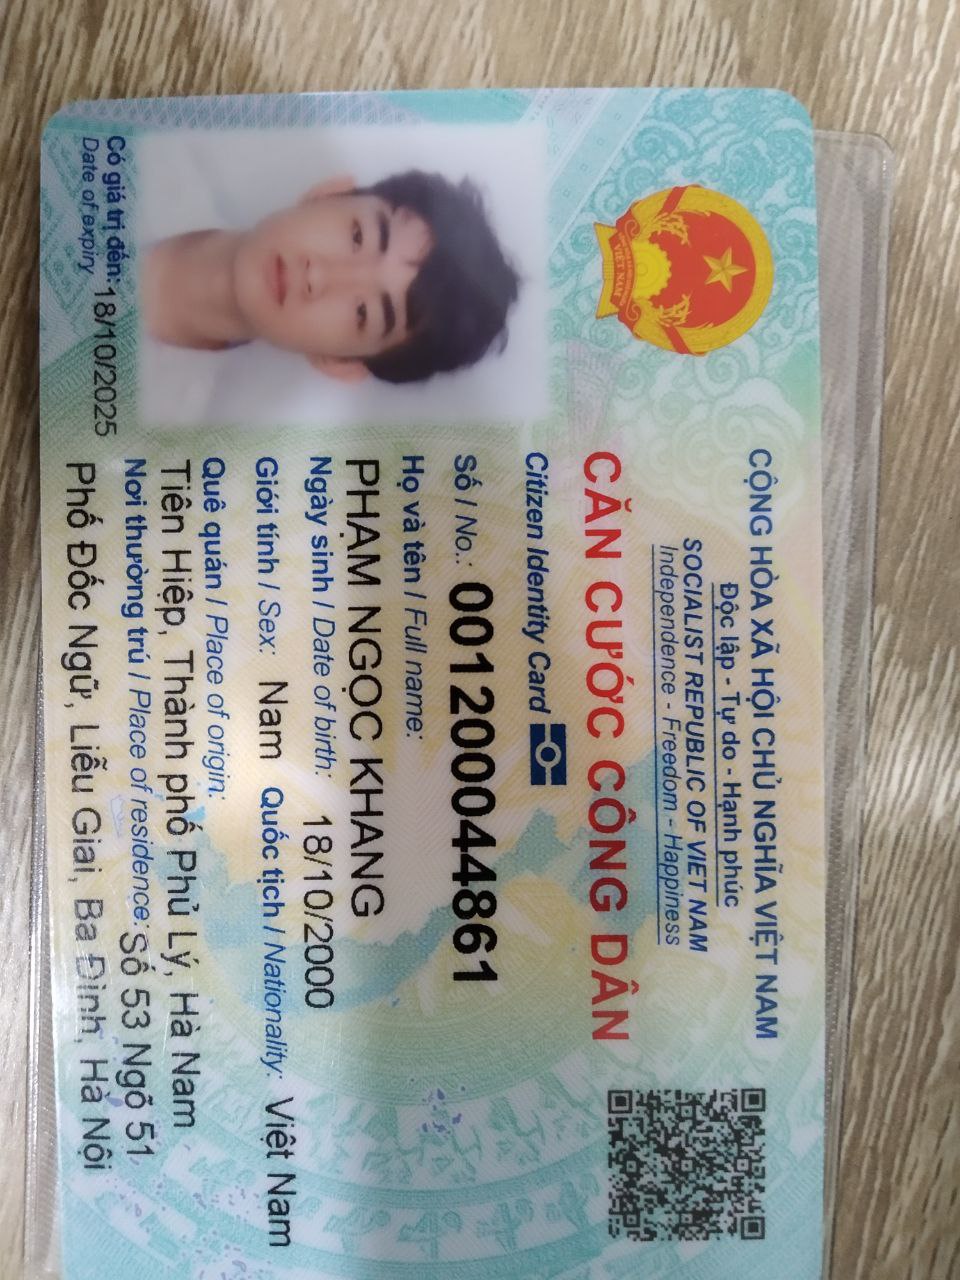 CỘNG HÒA XÃ HỘI CHỦ NGHĨA VIỆT NAM
Độc lập - Tự do - Hạnh phúc
SOCIALIST REPUBLIC OF VIET NAM
Independence - Freedom - Happiness
VIỆT NAM
CĂN CƯỚC CÔNG DÂN
Citizen Identity Card
Số / No.: 001200044861
Họ và tên / Full name:
PHẠM NGỌC KHANG
Ngày sinh / Date of birth: 18/10/2000
Giới tính / Sex: Nam Quốc tịch / Nationality: Việt Nam
Quê quán / Place of origin:
Tiên Hiệp, Thành phố Phủ Lý, Hà Nam
Nơi thường trú / Place of residence: Số 53 Ngõ 51
Phố Đốc Ngữ, Liễu Giai, Ba Đình, Hà Nội
Có giá trị đến: 18/10/2025
Date of expiry